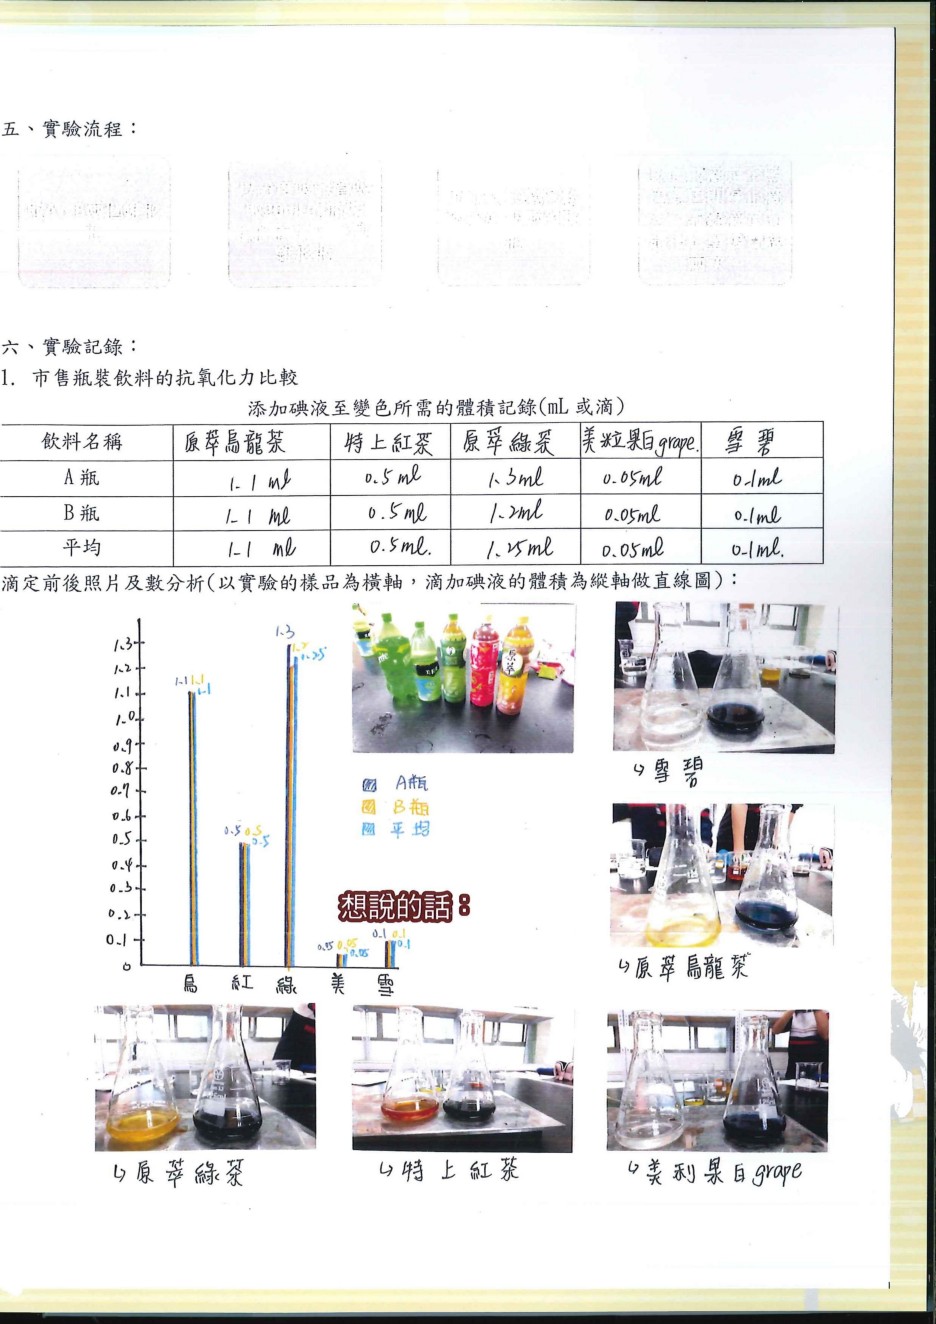 五、實驗流程：
六、實驗記錄：
1. 市售瓶裝飲料的抗氧化力比較
添加碘液至變色所需的體積記錄(mL 或滴)
飲料名稱 原萃烏龍茶 特上紅茶 原萃綠茶 美粒果白grape. 雪碧
A 瓶 1.1 ml 0.5 ml 1.3ml 0.05ml 0.1ml
B 瓶 1.1 ml 0.5ml 1.2ml 0.05ml 0.1ml
平均 1.1 ml 0.5ml. 1.25ml 0.05ml 0.1ml.
滴定前後照片及數分析(以實驗的樣品為橫軸，滴加碘液的體積為縱軸做直線圖)：
1.3
1.2
1.1
1.0
0.9
0.8
0.7
0.6
0.5
0.4
0.3
0.2
0.1
0
1.1 1.1 1.1
0.5 0.5 0.5
1.3 1.2 1.25
0.05 0.05 0.05
0.1 0.1 0.1
烏 紅 綠 美 雪
原萃
A瓶
B瓶
平均
想說的話：
↳雪碧
↳原萃烏龍茶
↳原萃綠茶
↳特上紅茶
↳美利果白grape